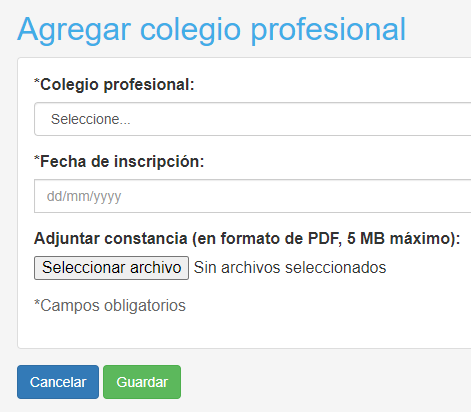 Agregar colegio profesional
*Colegio profesional:
Seleccione...
*Fecha de inscripción:
dd/mm/yyyy
Adjuntar constancia (en formato de PDF, 5 MB máximo):
Seleccionar archivo Sin archivos seleccionados
*Campos obligatorios
Cancelar Guardar